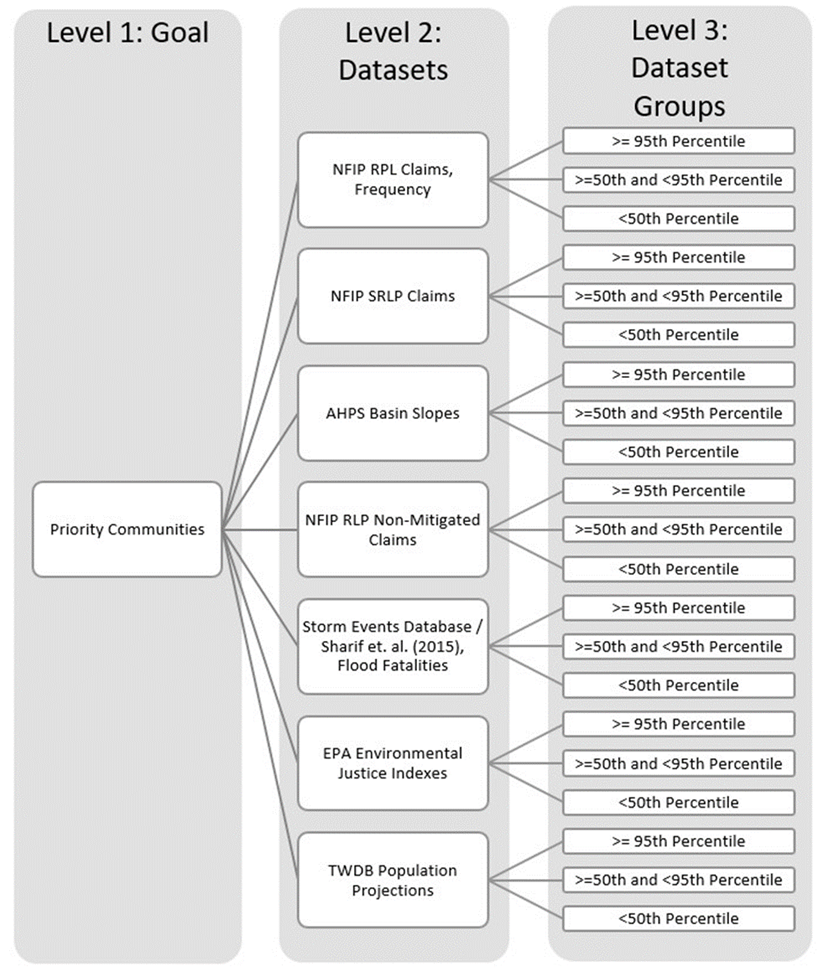 Level 1: Goal
Priority Communities
Level 2:
Datasets
NFIP RPL Claims,
Frequency
NFIP SRLP Claims
AHPS Basin Slopes
NFIP RLP Non-Mitigated
Claims
Storm Events Database /
Sharif et. al. (2015),
Flood Fatalities
EPA Environmental
Justice Indexes
TWDB Population
Projections
Level 3:
Dataset
Groups
>= 95th Percentile
>=50th and <95th Percentile
<50th Percentile
>= 95th Percentile
>=50th and <95th Percentile
<50th Percentile
>= 95th Percentile
>=50th and <95th Percentile
<50th Percentile
>= 95th Percentile
>=50th and <95th Percentile
<50th Percentile
>= 95th Percentile
>=50th and <95th Percentile
<50th Percentile
>= 95th Percentile
>=50th and <95th Percentile
<50th Percentile
>= 95th Percentile
>=50th and <95th Percentile
<50th Percentile